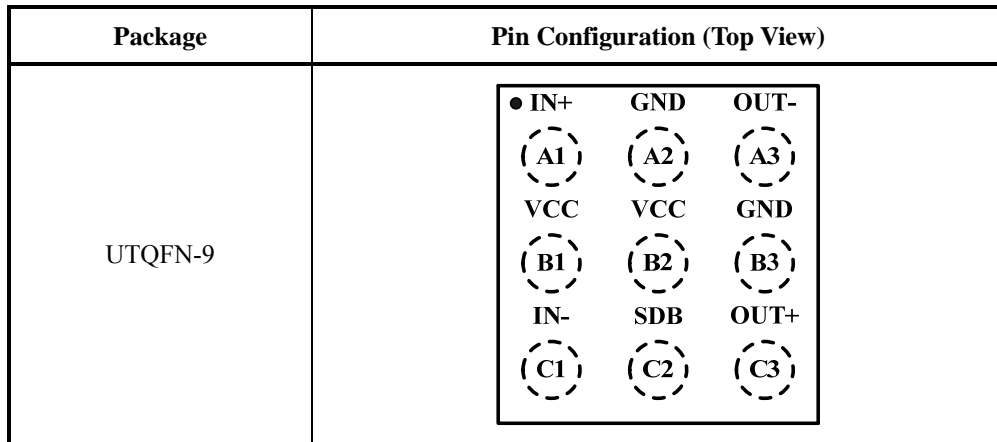 Package Pin Configuration (Top View)
IN+ GND OUT-
A1 A2 A3
VCC VCC GND
UTQFN-9
B1 B2 B3
IN- SDB OUT+
C1 C2 C3